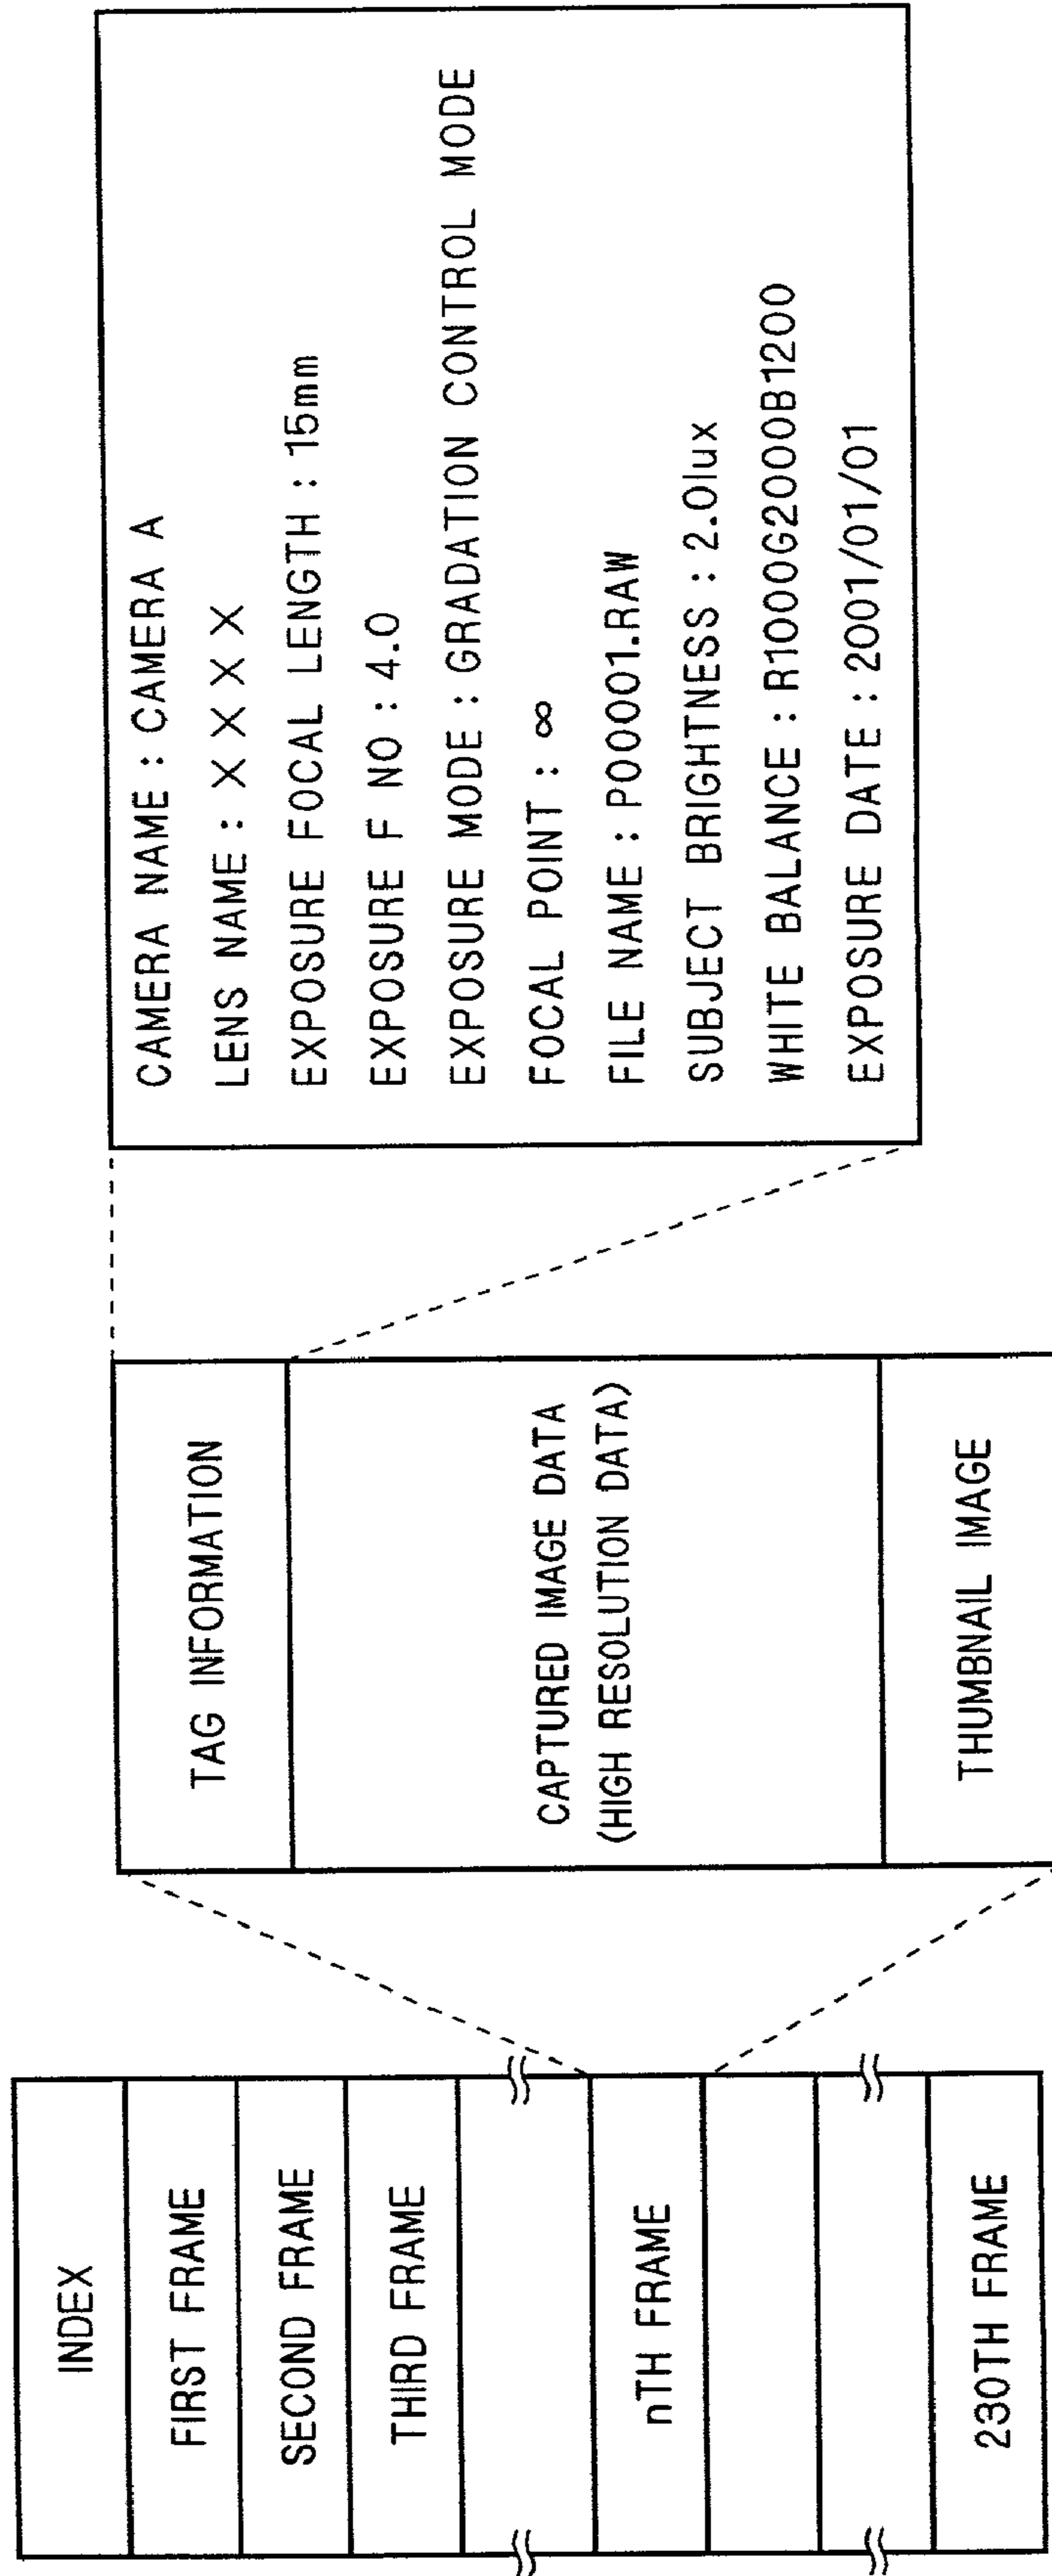 INDEX
FIRST FRAME
SECOND FRAME
THIRD FRAME
nTH FRAME
230TH FRAME
TAG INFORMATION
CAPTURED IMAGE DATA
(HIGH RESOLUTION DATA)
THUMBNAIL IMAGE
CAMERA NAME : CAMERA A
LENS NAME : X X X X X
EXPOSURE FOCAL LENGTH : 15mm
EXPOSURE F NO : 4.0
EXPOSURE MODE : GRADATION CONTROL MODE
FOCAL POINT : ∞
FILE NAME : P00001.RAW
SUBJECT BRIGHTNESS : 2.0lux
WHITE BALANCE : R1000G2000B1200
EXPOSURE DATE : 2001/01/01